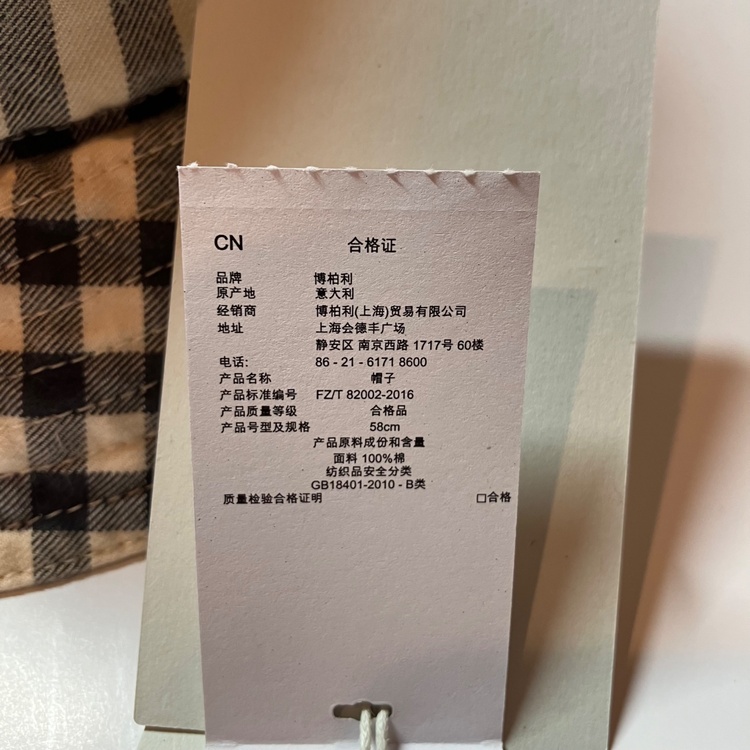 CN 合格证
品牌 博柏利
原产地 意大利
经销商 博柏利(上海)贸易有限公司
地址 上海会德丰广场
静安区 南京西路 1717号 60楼
电话: 86 - 21 - 6171 8600
产品名称 帽子
产品标准编号 FZ/T 82002-2016
产品质量等级 合格品
产品号型及规格 58cm
产品原料成份和含量
面料 100%棉
纺织品安全分类
GB18401-2010 - B类
质量检验合格证明 □合格